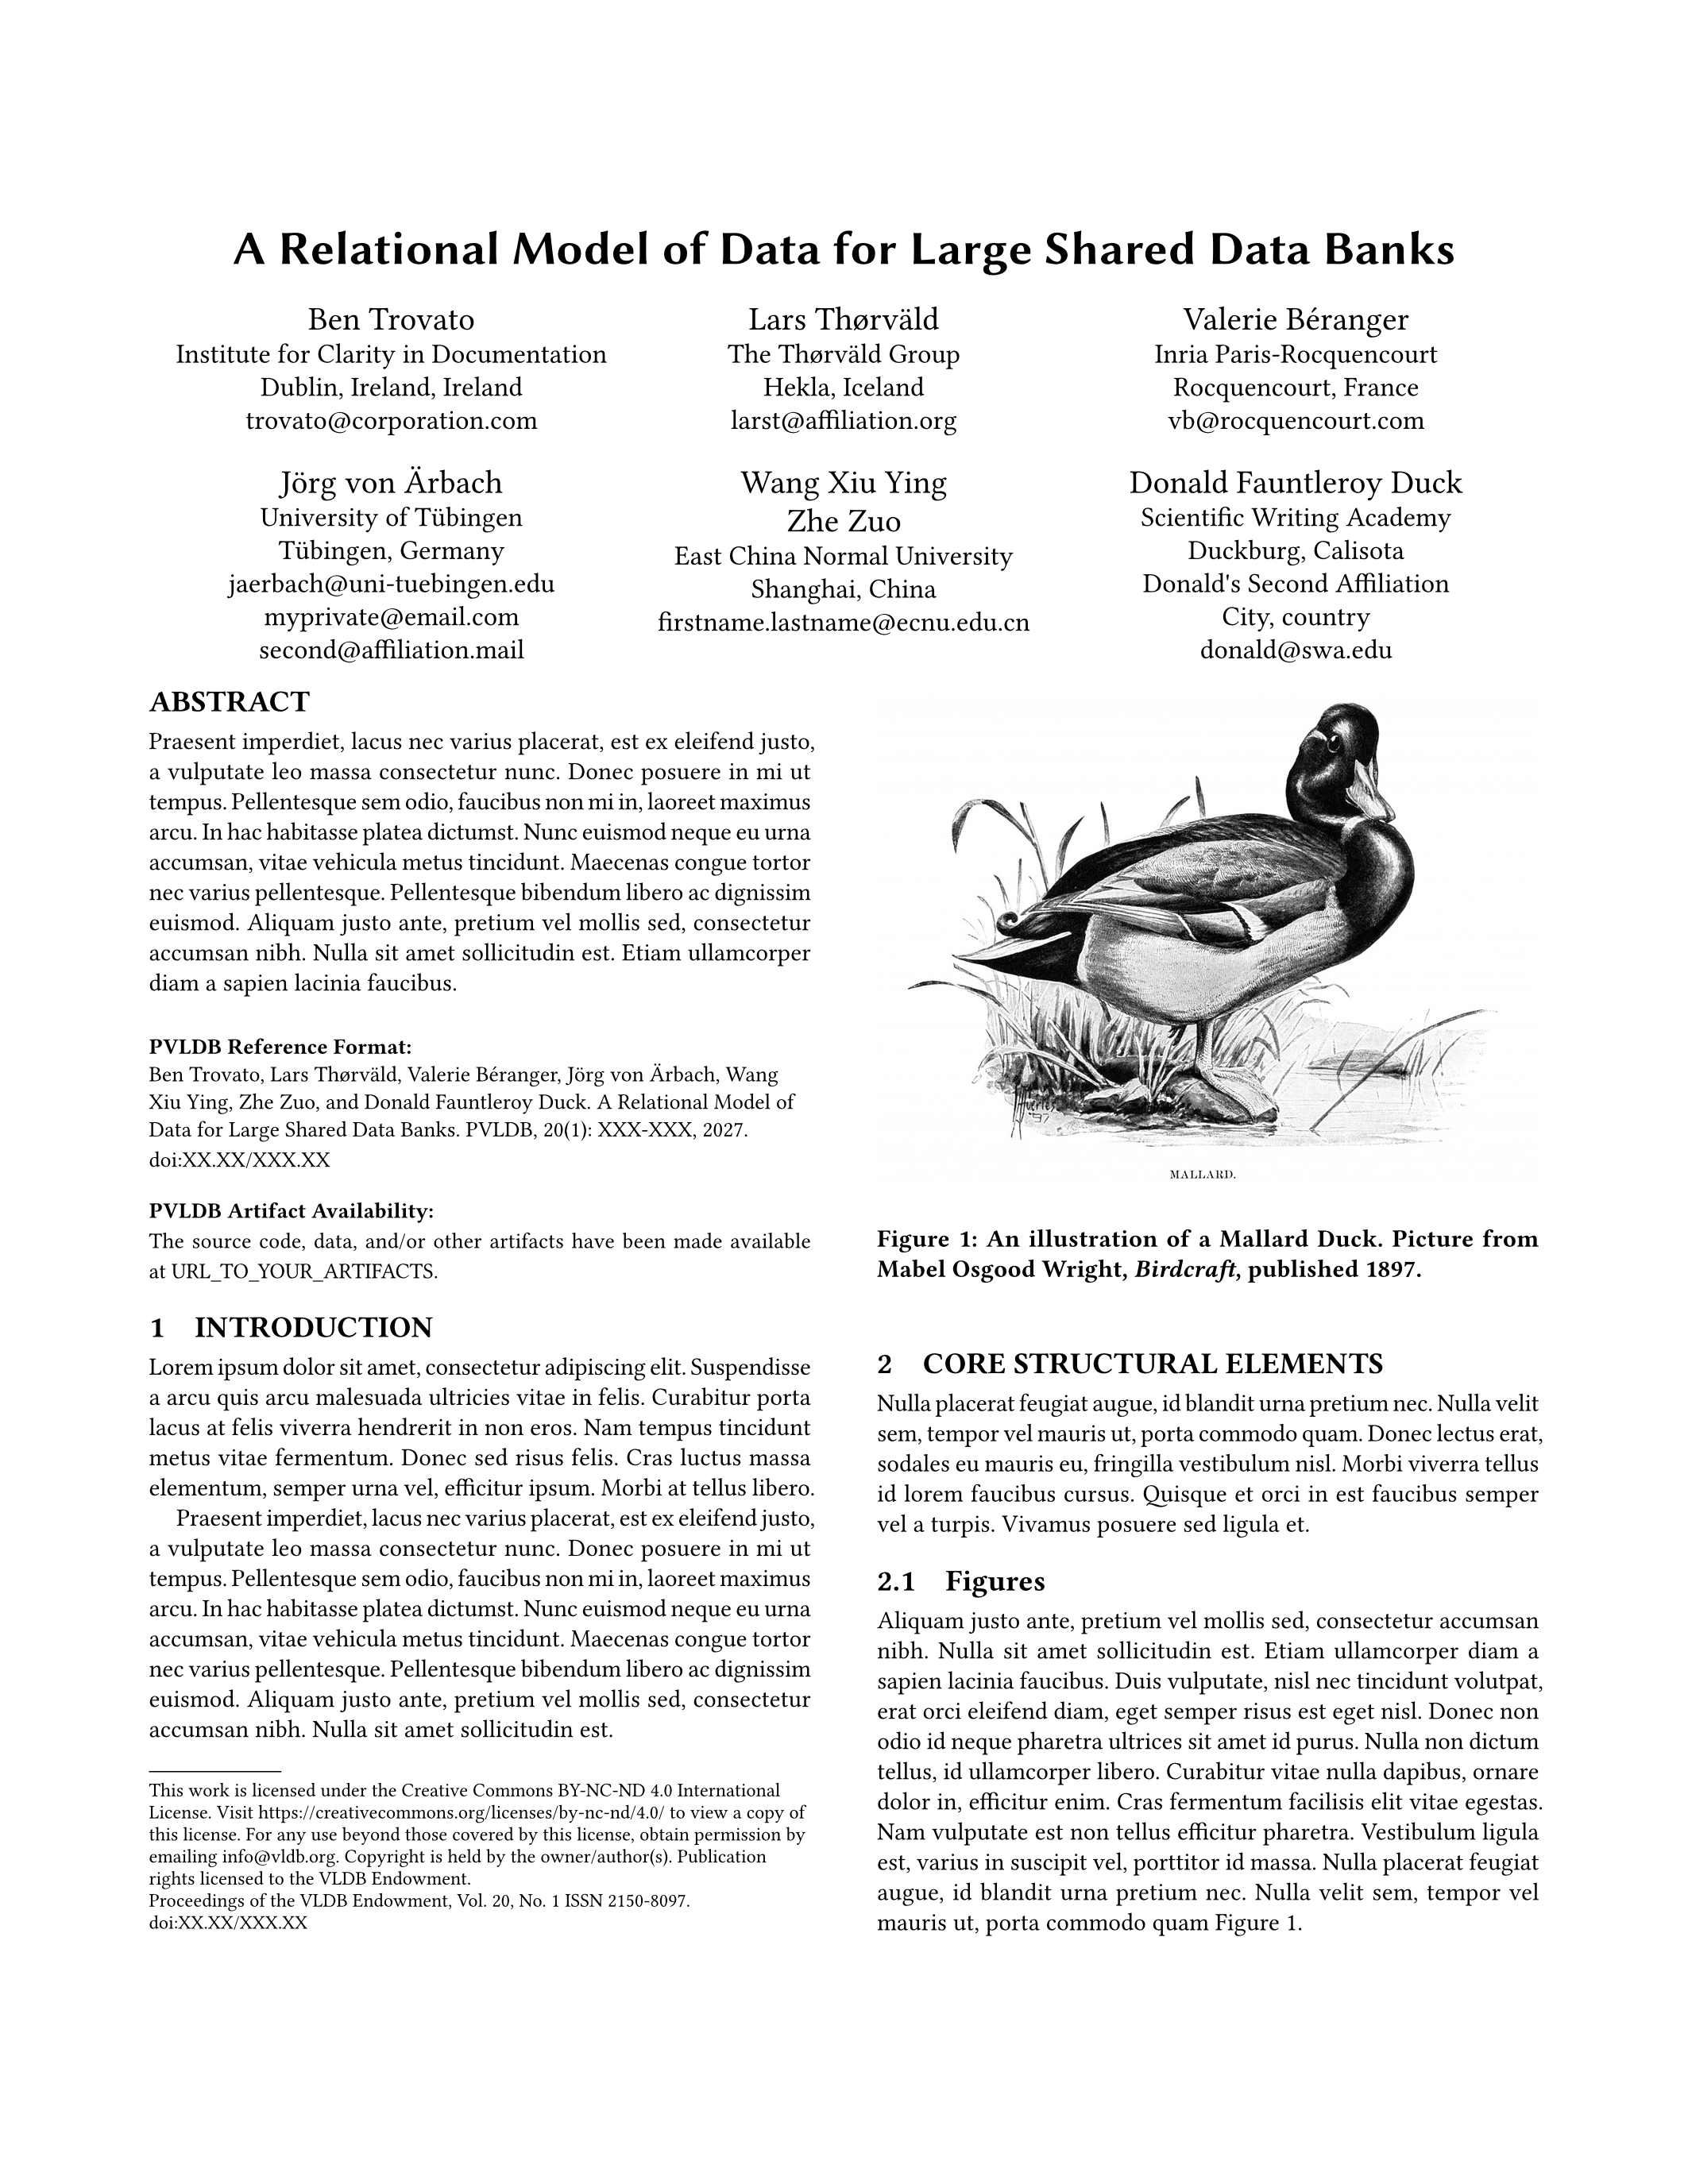 A Relational Model of Data for Large Shared Data Banks
Ben Trovato
Institute for Clarity in Documentation
Dublin, Ireland, Ireland
trovato@corporation.com
Lars Thørväld
The Thørväld Group
Hekla, Iceland
larst@affiliation.org
Valerie Béranger
Inria Paris-Rocquencourt
Rocquencourt, France
vb@rocquencourt.com
Jörg von Ärbach
University of Tübingen
Tübingen, Germany
jaerbach@uni-tuebingen.edu
myprivate@email.com
second@affiliation.mail
Wang Xiu Ying
Zhe Zuo
East China Normal University
Shanghai, China
firstname.lastname@ecnu.edu.cn
Donald Fauntleroy Duck
Scientific Writing Academy
Duckburg, Calisota
Donald's Second Affiliation
City, country
donald@swa.edu
ABSTRACT
Praesent imperdiet, lacus nec varius placerat, est ex eleifend justo,
a vulputate leo massa consectetur nunc. Donec posuere in mi ut
tempus. Pellentesque sem odio, faucibus non mi in, laoreet maximus
arcu. In hac habitasse platea dictumst. Nunc euismod neque eu urna
accumsan, vitae vehicula metus tincidunt. Maecenas congue tortor
nec varius pellentesque. Pellentesque bibendum libero ac dignissim
euismod. Aliquam justo ante, pretium vel mollis sed, consectetur
accumsan nibh. Nulla sit amet sollicitudin est. Etiam ullamcorper
diam a sapien lacinia faucibus.
PVLDB Reference Format:
Ben Trovato, Lars Thørväld, Valerie Béranger, Jörg von Ärbach, Wang
Xiu Ying, Zhe Zuo, and Donald Fauntleroy Duck. A Relational Model of
Data for Large Shared Data Banks. PVLDB, 20(1): XXX-XXX, 2027.
doi:XX.XX/XXX.XX
PVLDB Artifact Availability:
The source code, data, and/or other artifacts have been made available
at URL_TO_YOUR_ARTIFACTS.
1 INTRODUCTION
Lorem ipsum dolor sit amet, consectetur adipiscing elit. Suspendisse
a arcu quis arcu malesuada ultricies vitae in felis. Curabitur porta
lacus at felis viverra hendrerit in non eros. Nam tempus tincidunt
metus vitae fermentum. Donec sed risus felis. Cras luctus massa
elementum, semper urna vel, efficitur ipsum. Morbi at tellus libero.
Praesent imperdiet, lacus nec varius placerat, est ex eleifend justo,
a vulputate leo massa consectetur nunc. Donec posuere in mi ut
tempus. Pellentesque sem odio, faucibus non mi in, laoreet maximus
arcu. In hac habitasse platea dictumst. Nunc euismod neque eu urna
accumsan, vitae vehicula metus tincidunt. Maecenas congue tortor
nec varius pellentesque. Pellentesque bibendum libero ac dignissim
euismod. Aliquam justo ante, pretium vel mollis sed, consectetur
accumsan nibh. Nulla sit amet sollicitudin est.
This work is licensed under the Creative Commons BY-NC-ND 4.0 International
License. Visit https://creativecommons.org/licenses/by-nc-nd/4.0/ to view a copy of
this license. For any use beyond those covered by this license, obtain permission by
emailing info@vldb.org. Copyright is held by the owner/author(s). Publication
rights licensed to the VLDB Endowment.
Proceedings of the VLDB Endowment, Vol. 20, No. 1 ISSN 2150-8097.
doi:XX.XX/XXX.XX
MALLARD.
Figure 1: An illustration of a Mallard Duck. Picture from
Mabel Osgood Wright, Birdcraft, published 1897.
2 CORE STRUCTURAL ELEMENTS
Nulla placerat feugiat augue, id blandit urna pretium nec. Nulla velit
sem, tempor vel mauris ut, porta commodo quam. Donec lectus erat,
sodales eu mauris eu, fringilla vestibulum nisl. Morbi viverra tellus
id lorem faucibus cursus. Quisque et orci in est faucibus semper
vel a turpis. Vivamus posuere sed ligula et.
2.1 Figures
Aliquam justo ante, pretium vel mollis sed, consectetur accumsan
nibh. Nulla sit amet sollicitudin est. Etiam ullamcorper diam a
sapien lacinia faucibus. Duis vulputate, nisl nec tincidunt volutpat,
erat orci eleifend diam, eget semper risus est eget nisl. Donec non
odio id neque pharetra ultrices sit amet id purus. Nulla non dictum
tellus, id ullamcorper libero. Curabitur vitae nulla dapibus, ornare
dolor in, efficitur enim. Cras fermentum facilisis elit vitae egestas.
Nam vulputate est non tellus efficitur pharetra. Vestibulum ligula
est, varius in suscipit vel, porttitor id massa. Nulla placerat feugiat
augue, id blandit urna pretium nec. Nulla velit sem, tempor vel
mauris ut, porta commodo quam Figure 1.